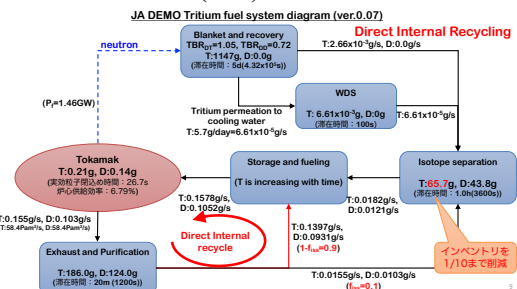 JA DEMO Tritium fuel system diagram (ver.0.07)
Direct Internal Recycling
neutron
Blanket and recovery
TBR_DT=1.05, TBR_DD=0.72
T:1147g, D:0.0g
(滞在時間：5d(4.32x10⁵s))
T:2.66x10⁻³g/s, D:0.0g/s
(P_f=1.46GW)
Tritium permeation to
cooling water
T:5.7g/day=6.61x10⁻⁵g/s
WDS
T: 6.61x10⁻³g, D:0g
(滞在時間：100s)
T:6.61x10⁻⁵g/s
Tokamak
T:0.21g, D:0.14g
(実効粒子閉込め時間：26.7s
炉心供給効率：6.79%)
Storage and fueling
(T is increasing with time)
Isotope separation
T:65.7g, D:43.8g
(滞在時間：1.0h(3600s))
T:0.1578g/s,
D:0.1052g/s
T:0.0182g/s,
D:0.0121g/s
T:0.155g/s, D:0.103g/s
T:58.4Pam³/s, D:58.4Pam³/s)
Direct Internal
recycle
T:0.1397g/s,
D:0.0931g/s
(1-f_iss=0.9)
インベントリを
1/10まで削減
Exhaust and Purification
T:186.0g, D:124.0g
(滞在時間：20m (1200s))
T:0.0155g/s, D:0.0103g/s
(f_iss=0.1)
9